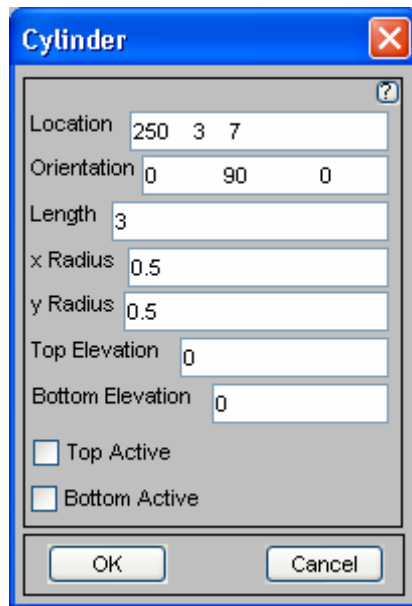 Cylinder
?
Location 250 3 7
Orientation 0 90 0
Length 3
x Radius 0.5
y Radius 0.5
Top Elevation 0
Bottom Elevation 0
Top Active
Bottom Active
OK Cancel